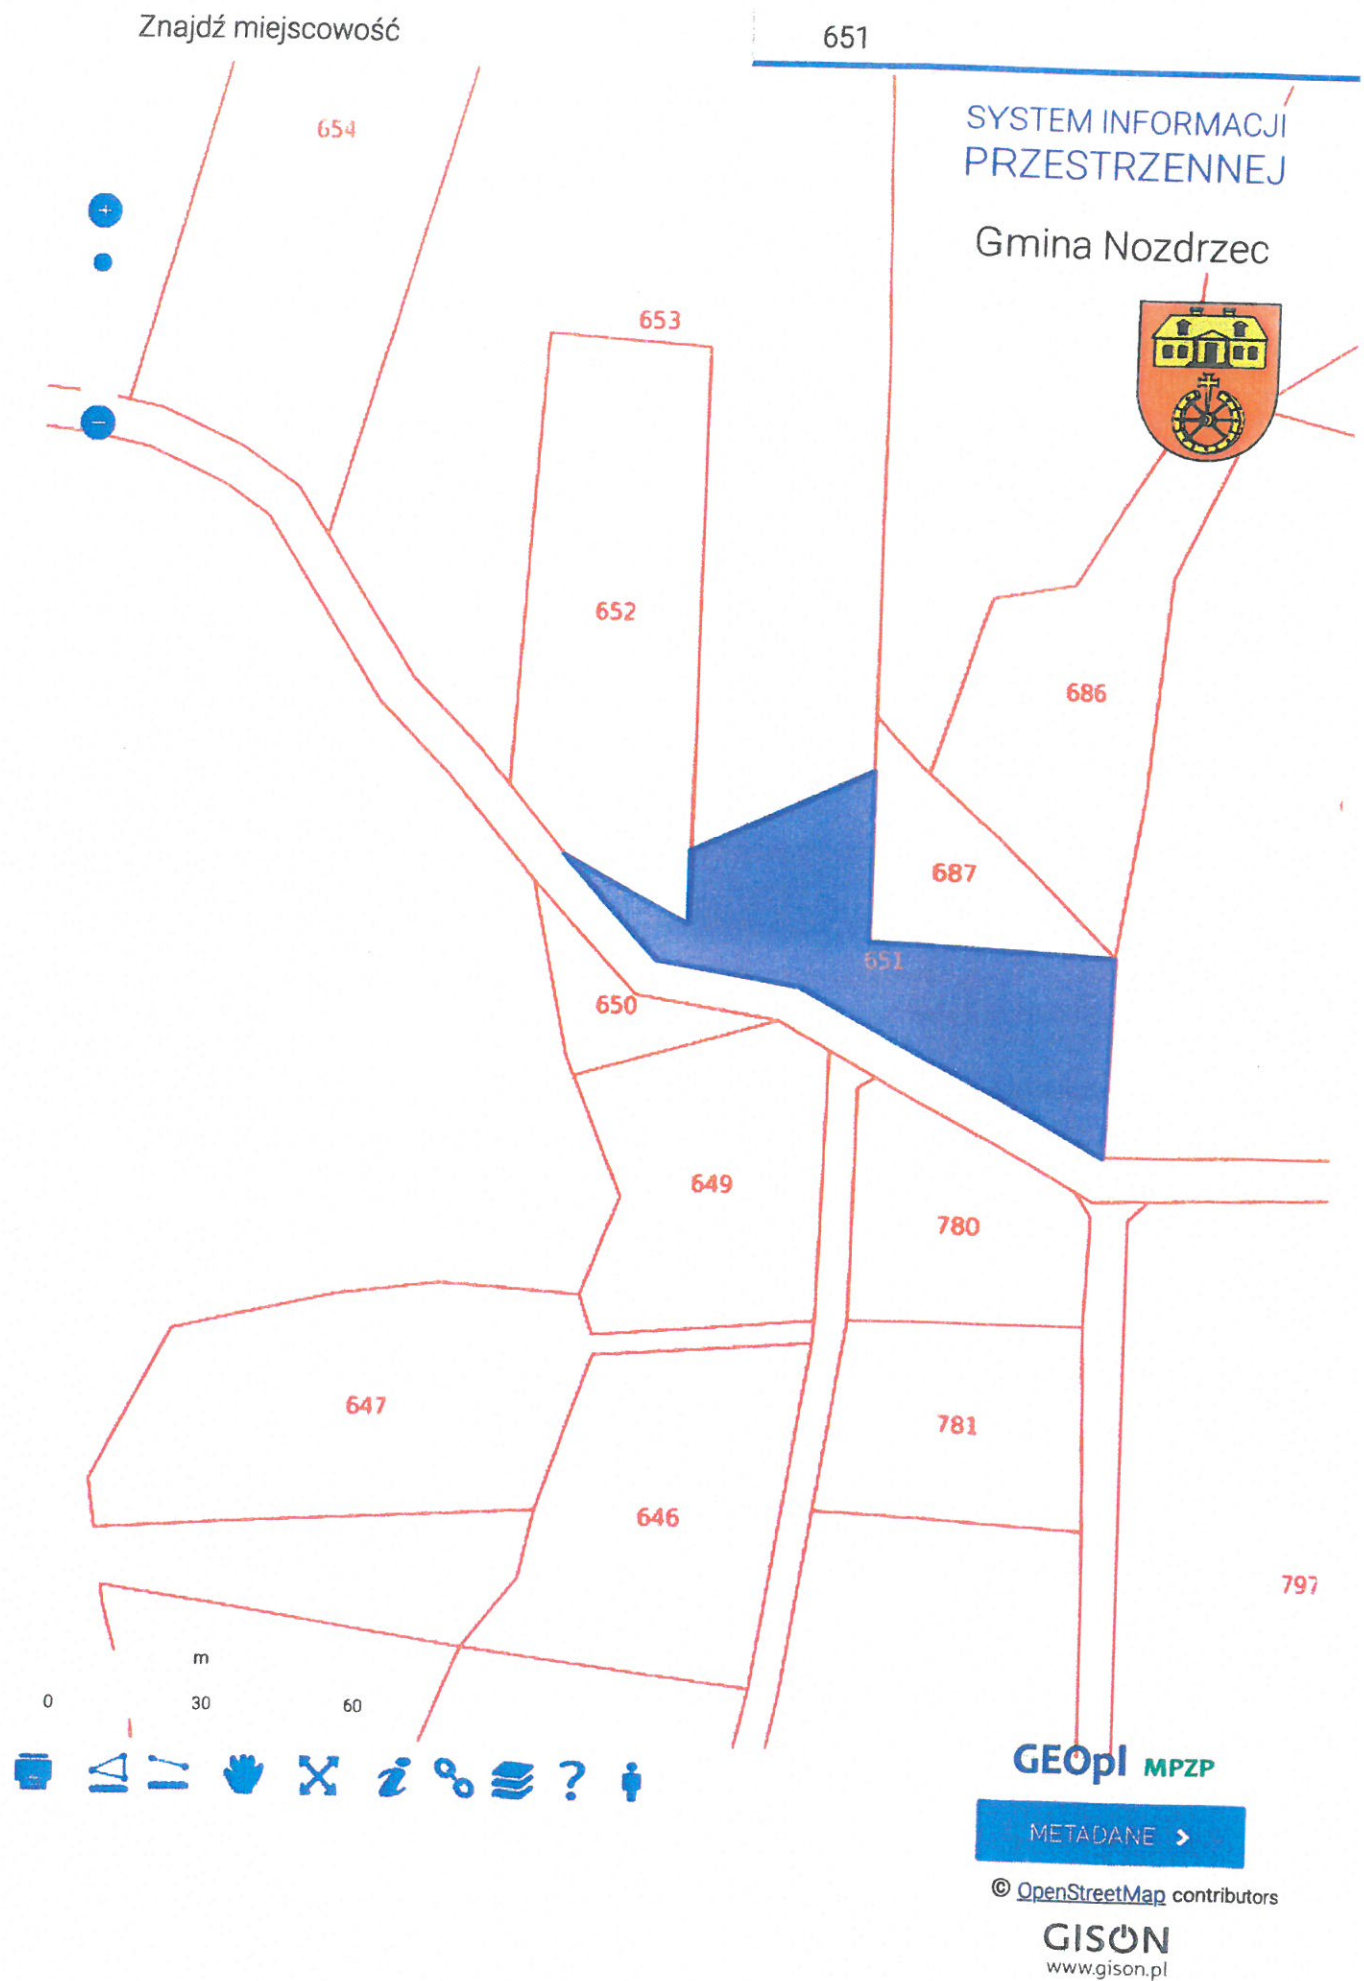 Znajdź miejscowość
651
SYSTEM INFORMACJI
PRZESTRZENNEJ
Gmina Nozdrzec
654
653
652
686
687
651
650
649
780
647
781
646
797
m
0 30 60
GEOpl MPZP
METADANE
© OpenStreetMap contributors
GISON
www.gison.pl